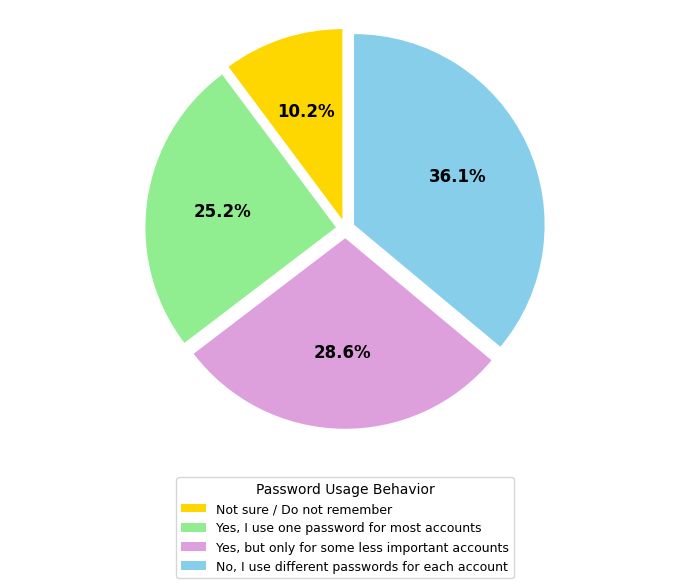 10.2%
36.1%
25.2%
28.6%
Password Usage Behavior
Not sure / Do not remember
Yes, I use one password for most accounts
Yes, but only for some less important accounts
No, I use different passwords for each account